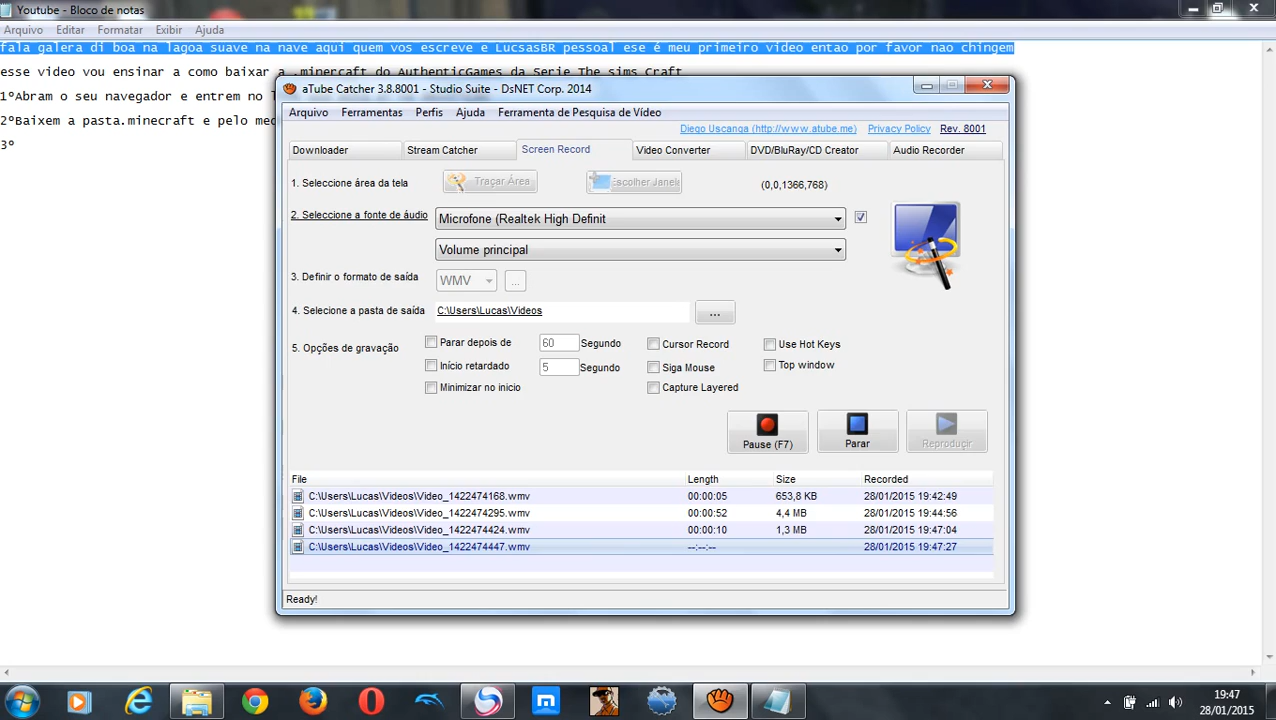 Youtube - Bloco de notas
Arquivo Editar Formatar Exibir Ajuda
fala galera di boa na lagoa suave na nave aqui quem vos escreve e LucsasBR pessoal ese é meu primeiro video entao por favor nao chingem
esse video vou ensinar a como baixar a .minercaft do AuthenticGames da Serie The sims Craft
1ºAbram o seu navegador e entrem no
2ºBaixem a pasta.minecraft e pelo
3º
aTube Catcher 3.8.8001 - Studio Suite - DsNET Corp. 2014
Arquivo Ferramentas Perfis Ajuda Ferramenta de Pesquisa de Vídeo
Diego Uscanga (http://www.atube.me) Privacy Policy Rev. 8001
Downloader Stream Catcher Screen Record Video Converter DVD/BluRay/CD Creator Audio Recorder
1. Seleccione área da tela Traçar Área Escolher Janel (0,0,1366,768)
2. Seleccione a fonte de áudio Microfone (Realtek High Definit
Volume principal
3. Definir o formato de saída WMV ...
4. Selecione a pasta de saída C:\Users\Lucas\Videos ...
5. Opções de gravação
Parar depois de 60 Segundo Cursor Record Use Hot Keys
Início retardado 5 Segundo Siga Mouse Top window
Minimizar no inicio Capture Layered
Pause (F7) Parar Reproduçir
File Length Size Recorded
C:\Users\Lucas\Videos\Video_1422474168.wmv 00:00:05 653,8 KB 28/01/2015 19:42:49
C:\Users\Lucas\Videos\Video_1422474295.wmv 00:00:52 4,4 MB 28/01/2015 19:44:56
C:\Users\Lucas\Videos\Video_1422474424.wmv 00:00:10 1,3 MB 28/01/2015 19:47:04
C:\Users\Lucas\Videos\Video_1422474447.wmv --:--:-- 28/01/2015 19:47:27
Ready!
19:47
28/01/2015